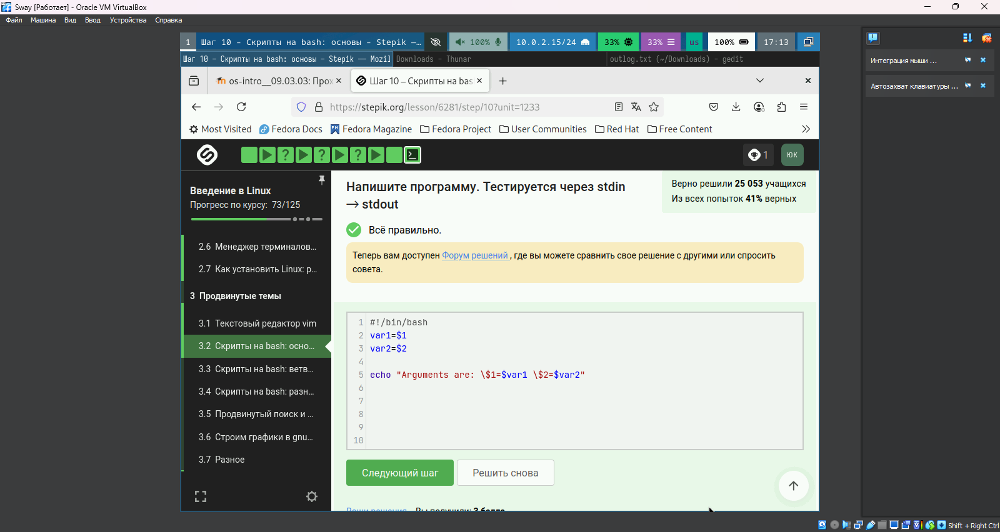 Sway [Работает] - Oracle VM VirtualBox
Файл Машина Вид Ввод Устройства Справка
1 Шаг 10 – Скрипты на bash: основы – Stepik —… 100% 10.0.2.15/24 33% 33% us 100% 17:13
Шаг 10 – Скрипты на bash: основы – Stepik — Mozil Downloads - Thunar outlog.txt (~/Downloads) - gedit
os-intro__09.03.03: Прох Шаг 10 – Скрипты на bas
https://stepik.org/lesson/6281/step/10?unit=1233
Most Visited Fedora Docs Fedora Magazine Fedora Project User Communities Red Hat Free Content
1 ЮК
Введение в Linux
Прогресс по курсу: 73/125
2.6 Менеджер терминалов…
2.7 Как установить Linux: р…
3 Продвинутые темы
3.1 Текстовый редактор vim
3.2 Скрипты на bash: осно…
3.3 Скрипты на bash: ветв…
3.4 Скрипты на bash: разн…
3.5 Продвинутый поиск и …
3.6 Строим графики в gnu…
3.7 Разное
Напишите программу. Тестируется через stdin
→ stdout
Верно решили 25 053 учащихся
Из всех попыток 41% верных
Всё правильно.
Теперь вам доступен Форум решений , где вы можете сравнить свое решение с другими или спросить
совета.
1 #!/bin/bash
2 var1=$1
3 var2=$2
4
5 echo "Arguments are: \$1=$var1 \$2=$var2"
6
7
8
9
10
Следующий шаг Решить снова
Ваши решения Вы получили: 3 балла
Интеграция мыши ...
Автозахват клавиатуры ...
Shift + Right Ctrl